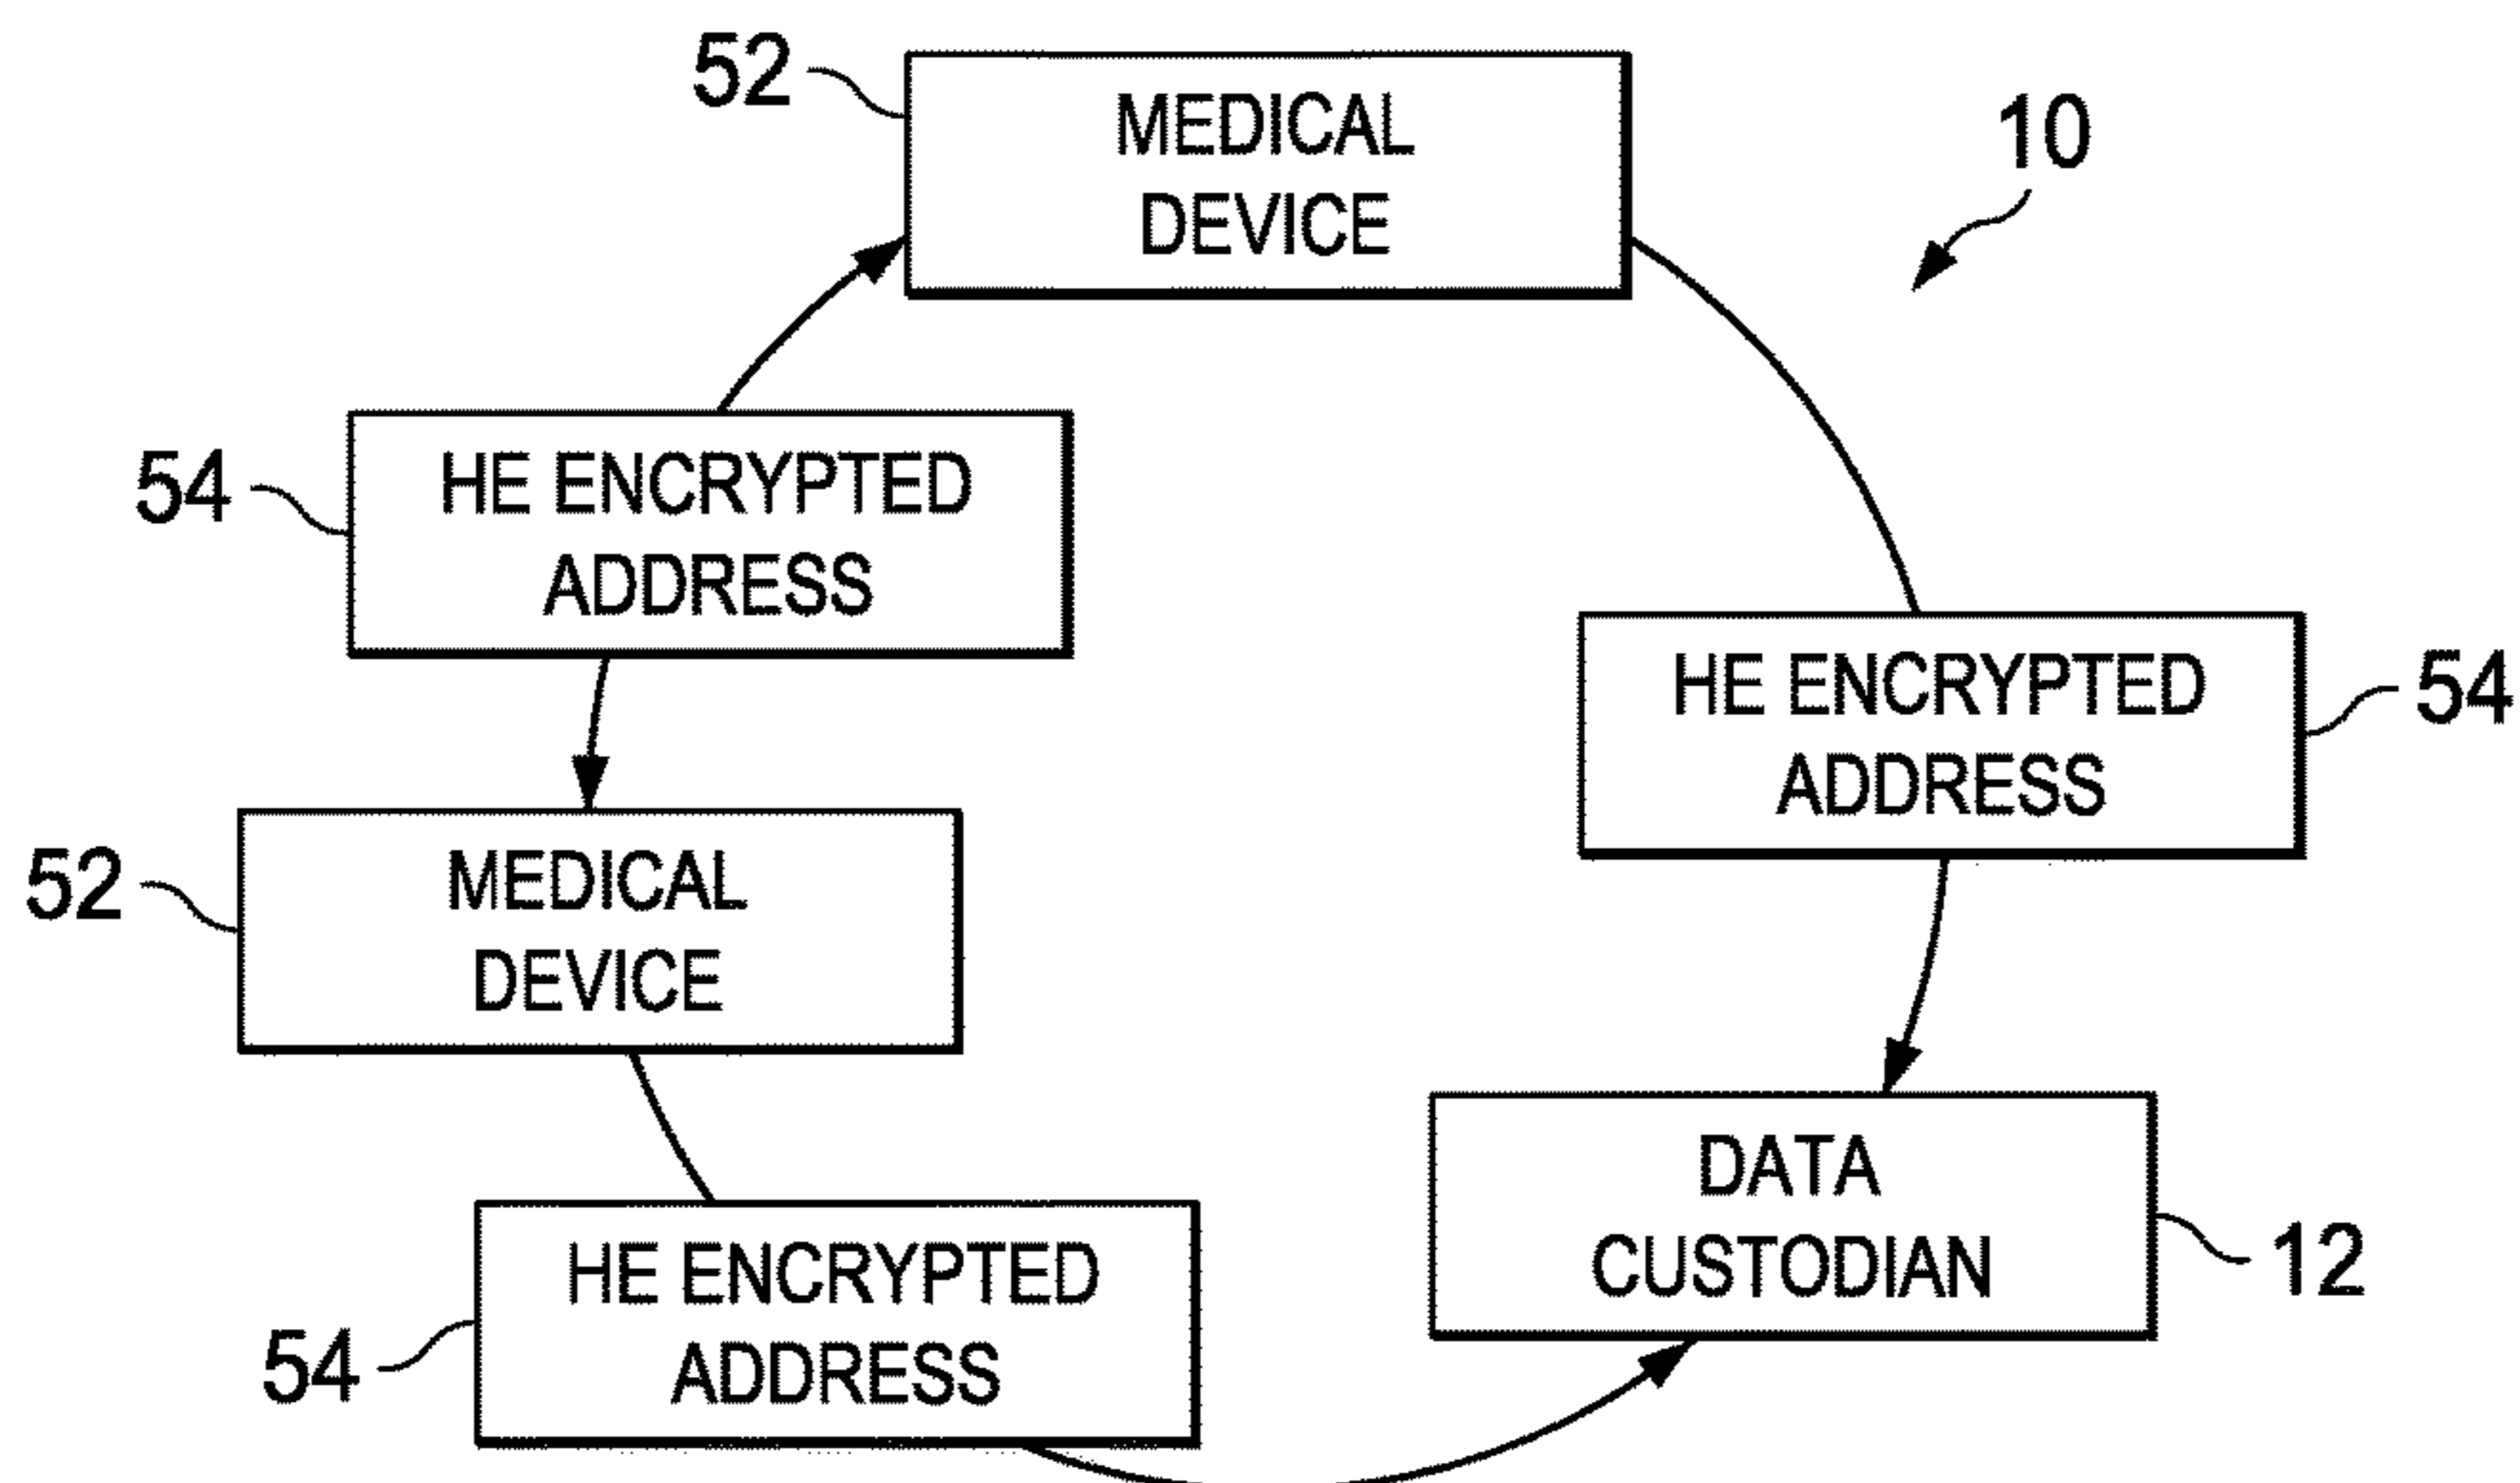 52
MEDICAL
DEVICE
10
54
HE ENCRYPTED
ADDRESS
HE ENCRYPTED
ADDRESS
54
52
MEDICAL
DEVICE
DATA
CUSTODIAN
12
54
HE ENCRYPTED
ADDRESS